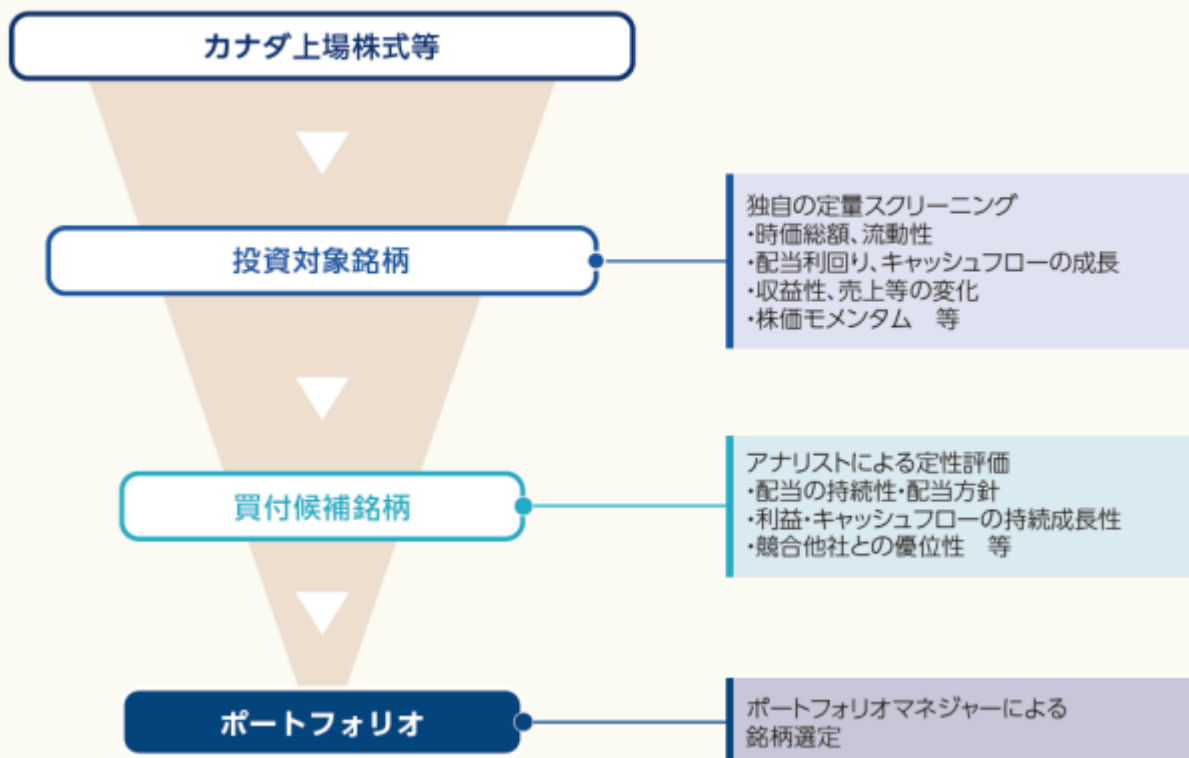 カナダ上場株式等
投資対象銘柄
独自の定量スクリーニング
・時価総額、流動性
・配当利回り、キャッシュフローの成長
・収益性、売上等の変化
・株価モメンタム　等
買付候補銘柄
アナリストによる定性評価
・配当の持続性・配当方針
・利益・キャッシュフローの持続成長性
・競合他社との優位性　等
ポートフォリオ
ポートフォリオマネジャーによる
銘柄選定